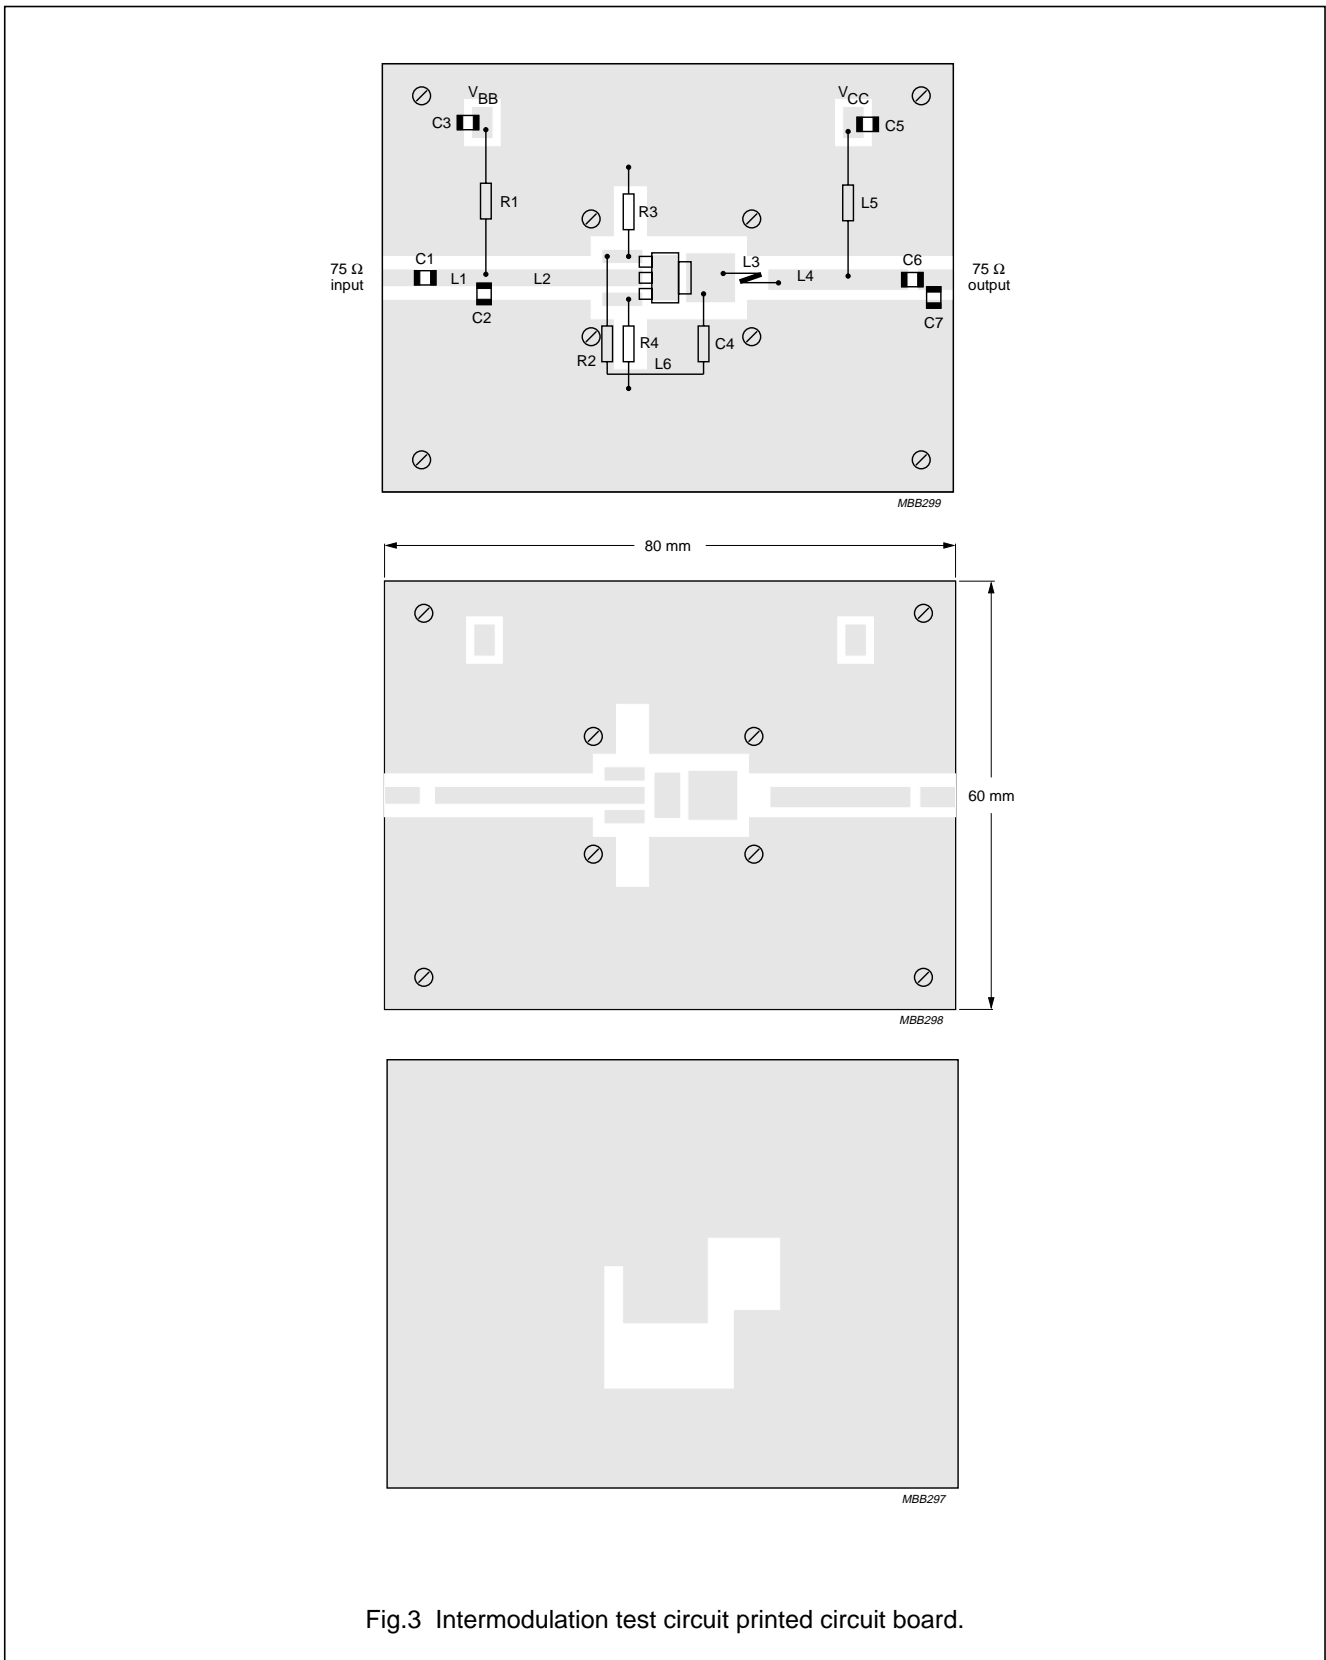 VBB
VCC
C3
C5
R1
R3
L5
75 Ω
input
C1
L1
L2
C2
L3
L4
C6
75 Ω
output
C7
R2
R4
L6
C4
MBB299
80 mm
60 mm
MBB298
MBB297
Fig.3 Intermodulation test circuit printed circuit board.